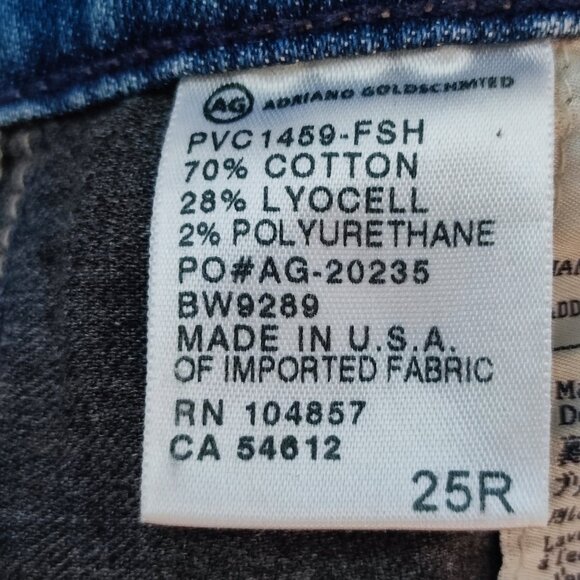 AG ADRIANO GOLDSCHMIED
PVC1459-FSH
70% COTTON
28% LYOCELL
2% POLYURETHANE
PO#AG-20235
BW9289
MADE IN U.S.A.
OF IMPORTED FABRIC
RN 104857
CA 54612
25R